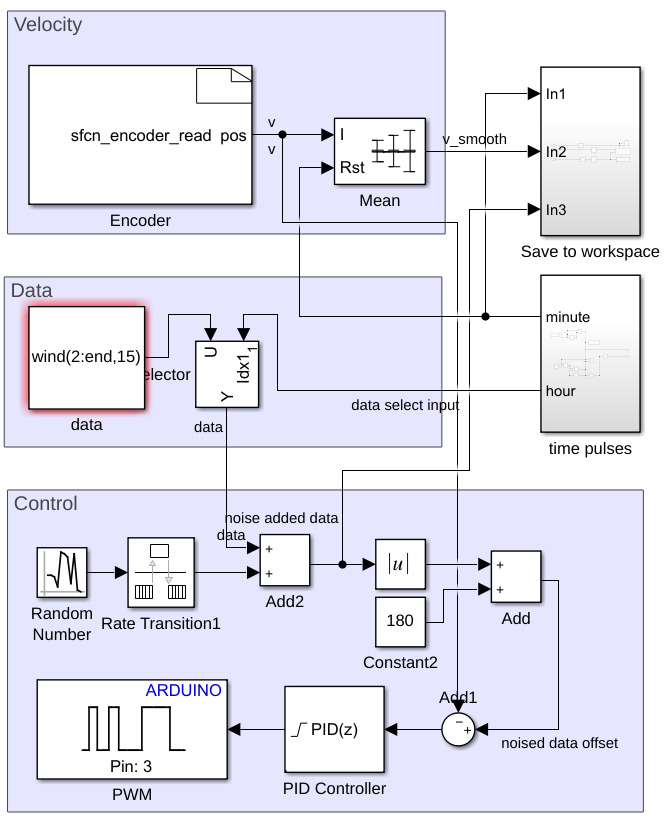 Velocity
sfcn_encoder_read pos
Encoder
v
v
I
Rst
Mean
v_smooth
In1
In2
In3
Save to workspace
Data
wind(2:end,15)
data
elector
U
Idx1 1
Y
data
data select input
minute
hour
time pulses
Control
noise added data
data
Random
Number
Rate Transition1
+
+
Add2
|u|
180
Constant2
+
+
Add
ARDUINO
Pin: 3
PWM
PID(z)
PID Controller
Add1
−
+
noised data offset